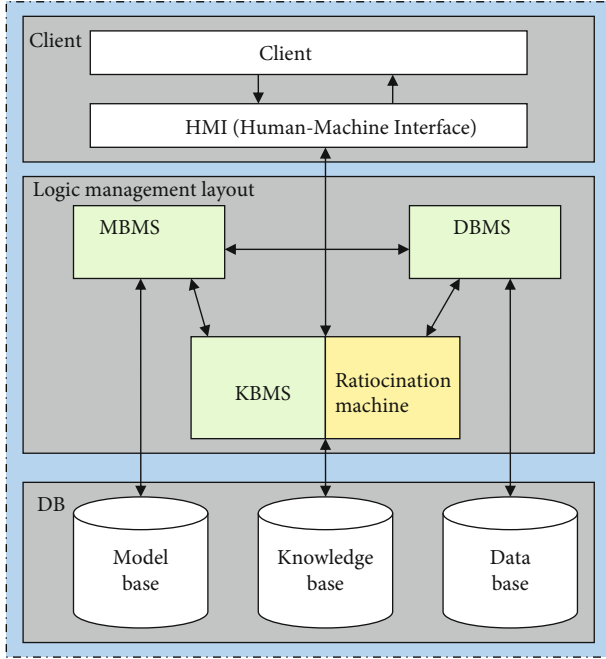 Client
Client
HMI (Human-Machine Interface)
Logic management layout
MBMS
DBMS
KBMS
Ratiocination
machine
DB
Model
base
Knowledge
base
Data
base